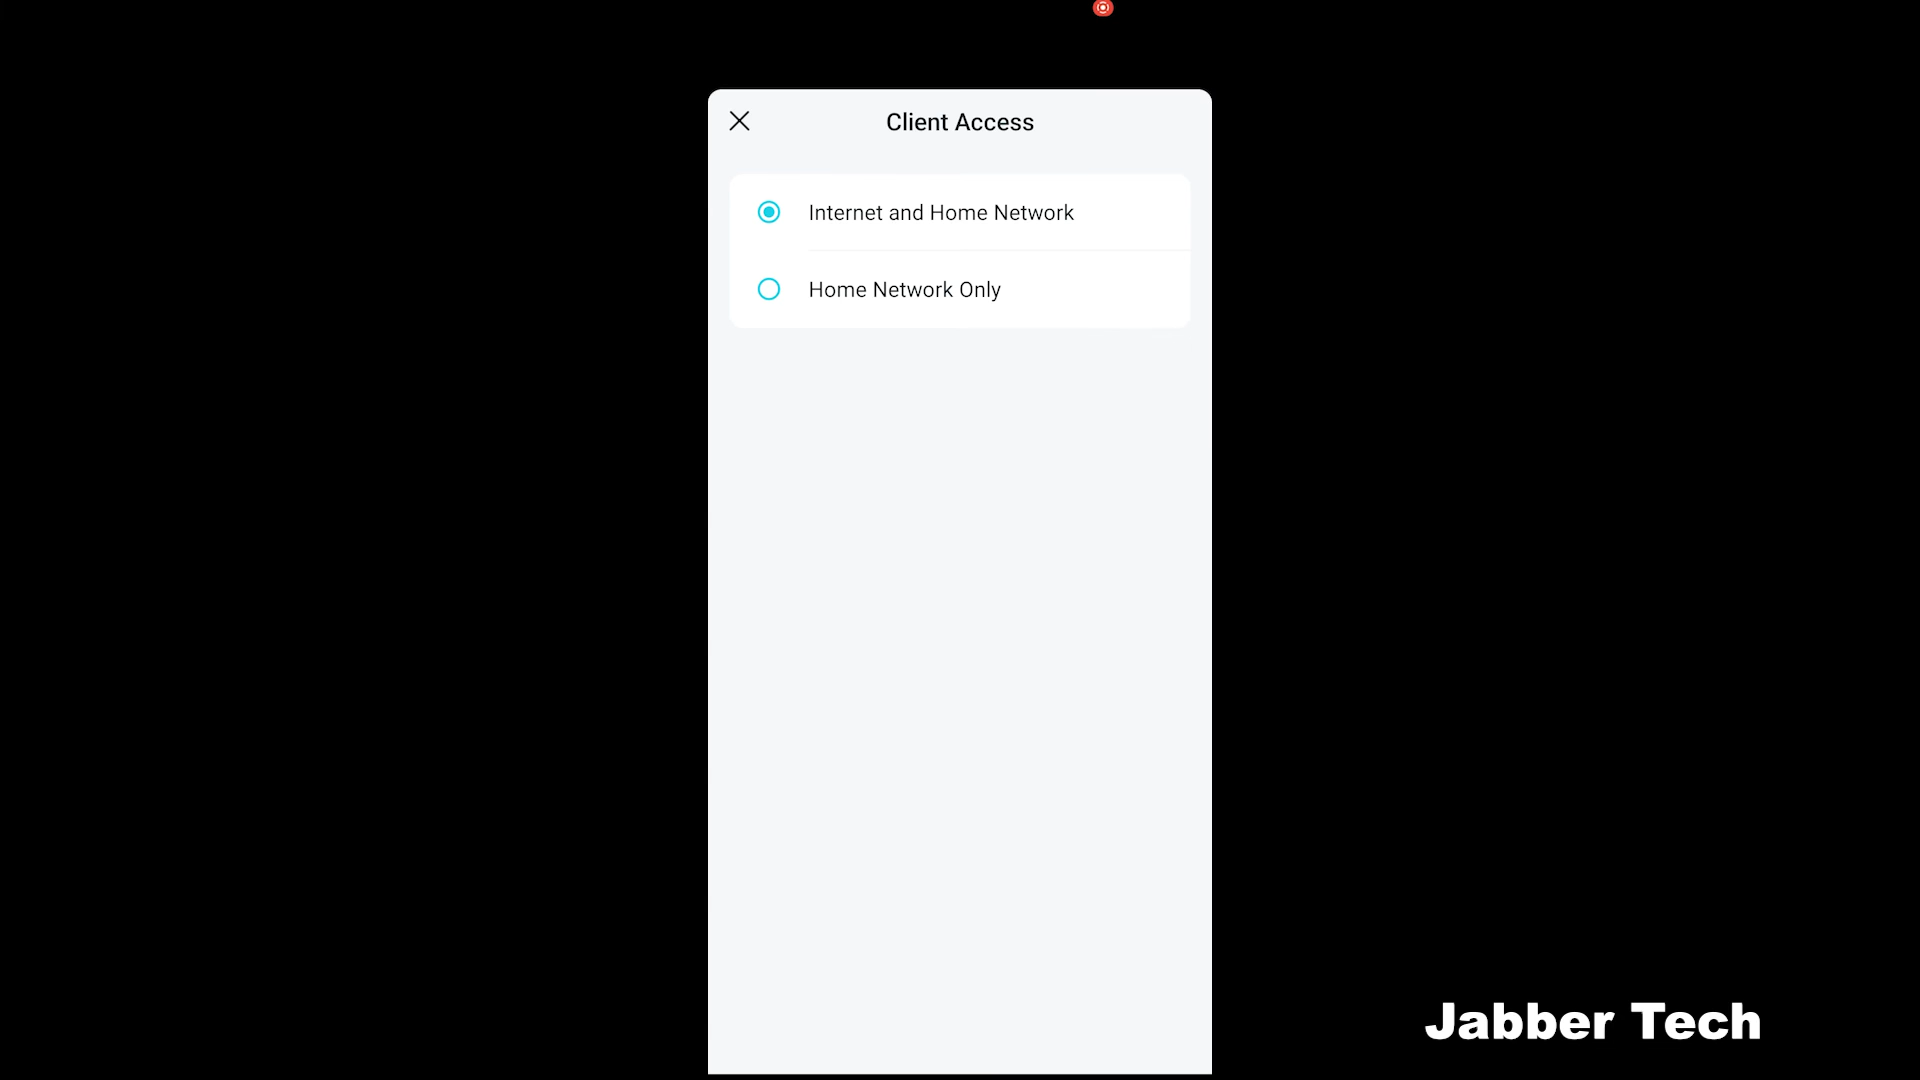 Client Access
Internet and Home Network
Home Network Only
Jabber Tech